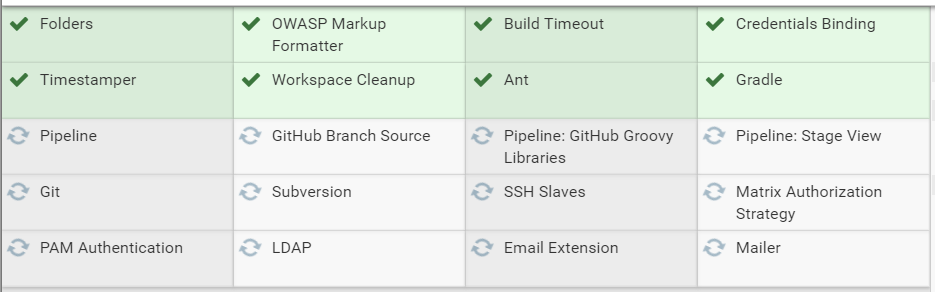 Folders
OWASP Markup
Formatter
Build Timeout
Credentials Binding
Timestamper
Workspace Cleanup
Ant
Gradle
Pipeline
GitHub Branch Source
Pipeline: GitHub Groovy
Libraries
Pipeline: Stage View
Git
Subversion
SSH Slaves
Matrix Authorization
Strategy
PAM Authentication
LDAP
Email Extension
Mailer